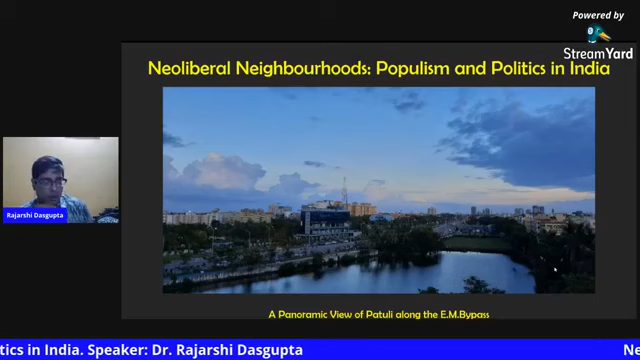 Powered by
StreamYard
Neoliberal Neighbourhoods: Populism and Politics in India
Rajarshi Dasgupta
A Panoramic View of Patuli along the E.M.Bypass
tics in India. Speaker: Dr. Rajarshi Dasgupta
Ne